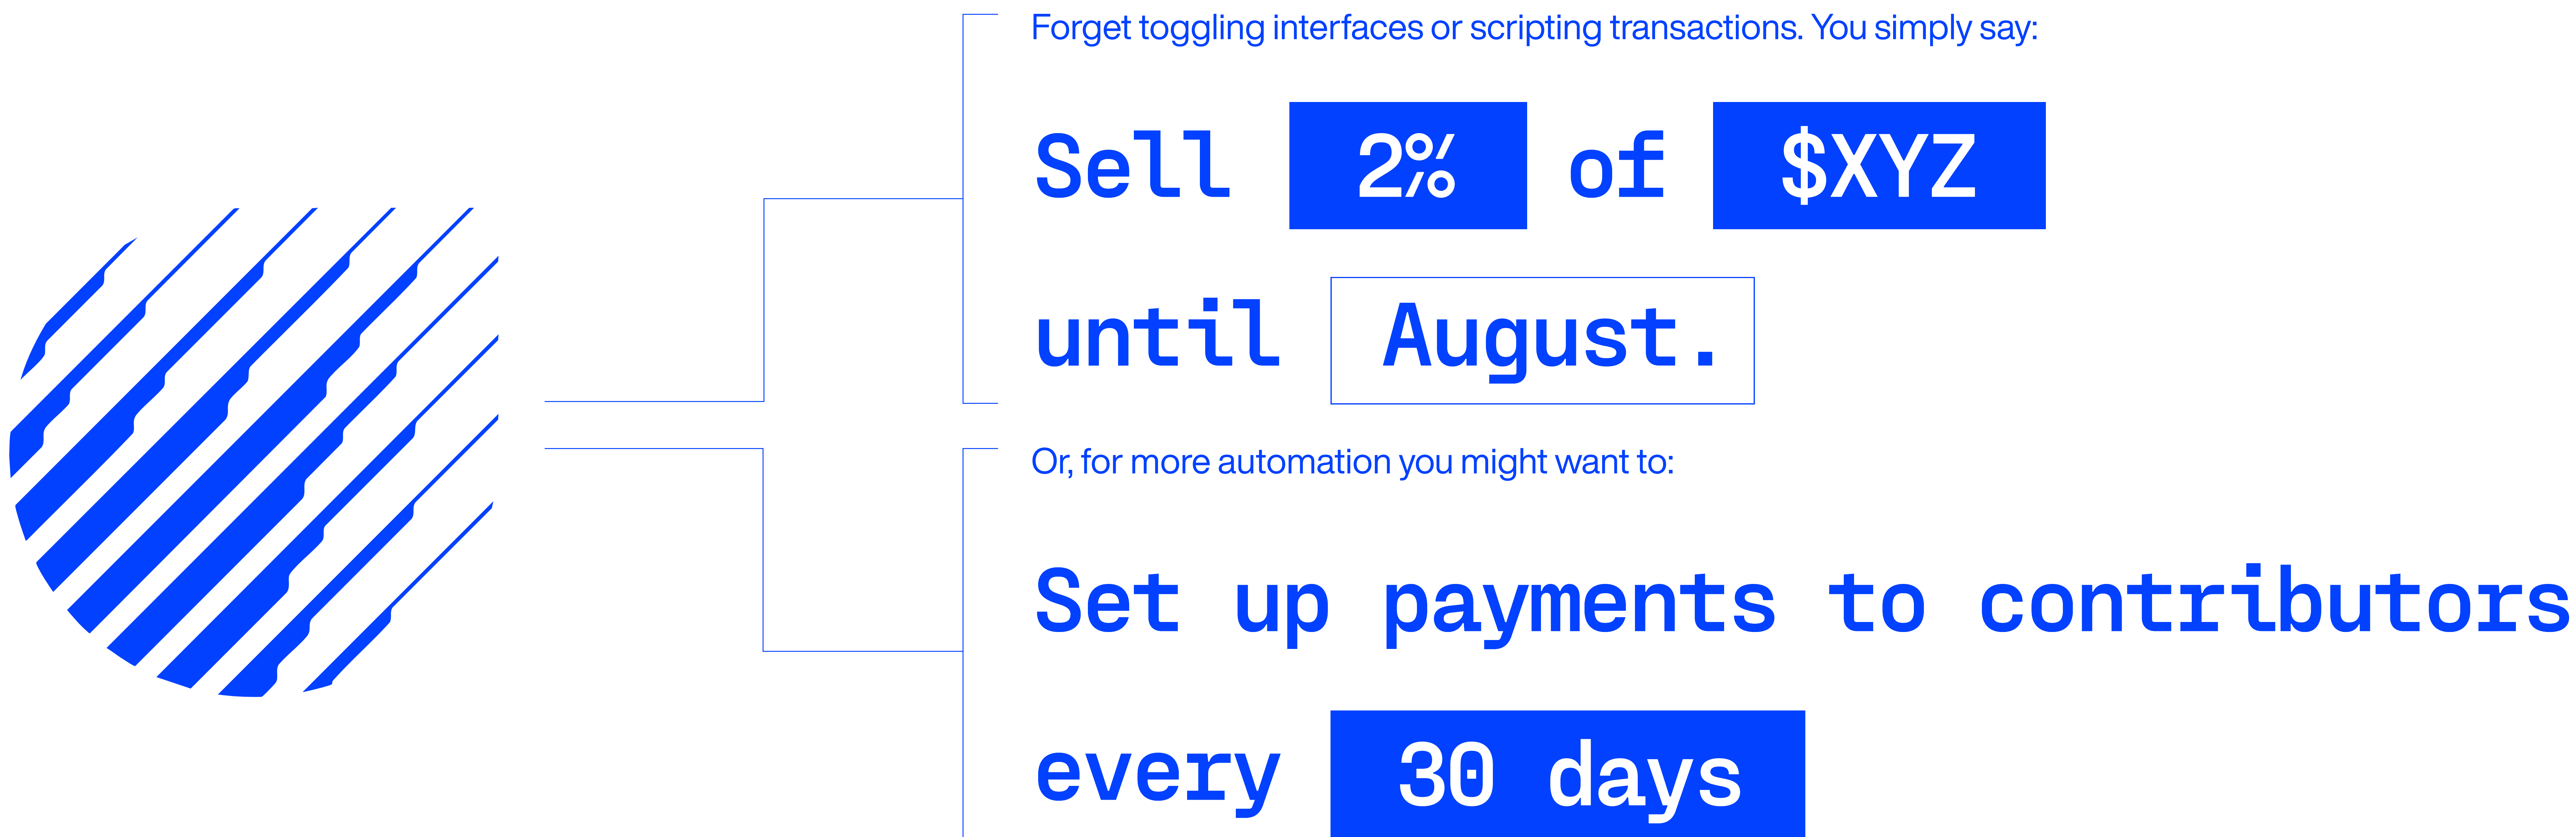 Forget toggling interfaces or scripting transactions. You simply say:
Sell 2% of $XYZ
until August.
Or, for more automation you might want to:
Set up payments to contributors
every 30 days